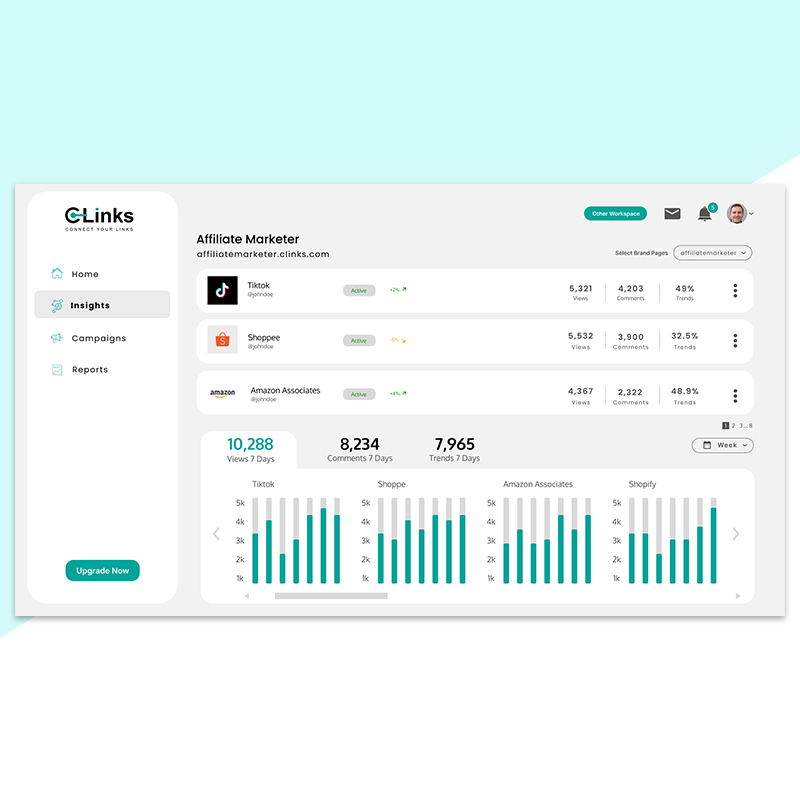 C-Links
CONNECT YOUR LINKS
Home
Insights
Campaigns
Reports
Upgrade Now
Other Workspace
5
Affiliate Marketer
affiliatemarketer.clinks.com
Select Brand Pages
affiliatemarketer
Tiktok
@johndoe
Active
+2%
5,321
Views
4,203
Comments
49%
Trends
Shoppee
@johndoe
Active
-5%
5,532
Views
3,900
Comments
32.5%
Trends
amazon
Amazon Associates
@johndoe
Active
+4%
4,367
Views
2,322
Comments
48.9%
Trends
1 2 3...8
Week
10,288
Views 7 Days
8,234
Comments 7 Days
7,965
Trends 7 Days
Tiktok
5k
4k
3k
2k
1k
Shoppe
5k
4k
3k
2k
1k
Amazon Associates
5k
4k
3k
2k
1k
Shopify
5k
4k
3k
2k
1k